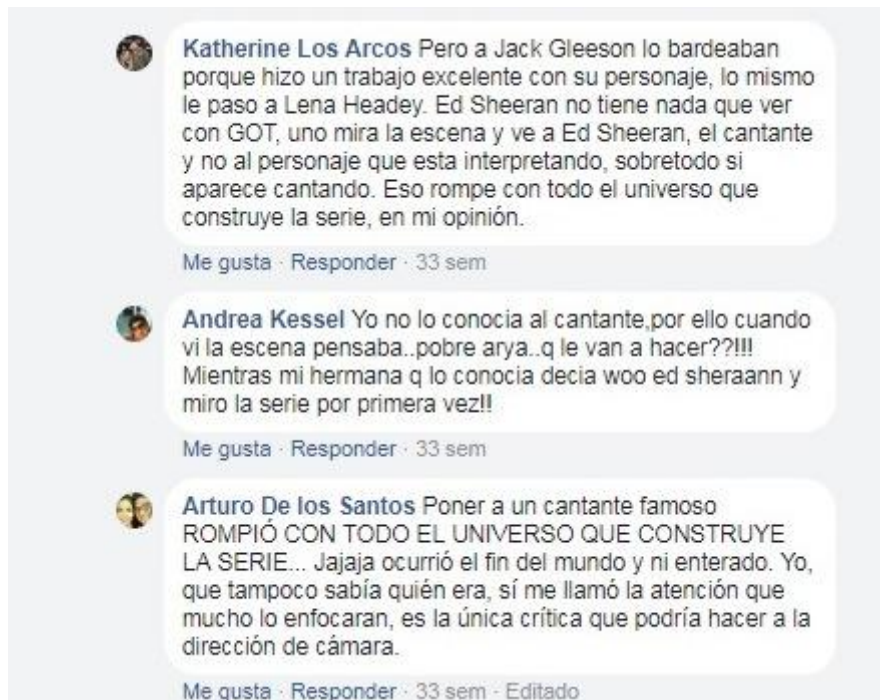 Katherine Los Arcos Pero a Jack Gleeson lo bardeaban
porque hizo un trabajo excelente con su personaje, lo mismo
le paso a Lena Headey. Ed Sheeran no tiene nada que ver
con GOT, uno mira la escena y ve a Ed Sheeran, el cantante
y no al personaje que esta interpretando, sobretodo si
aparece cantando. Eso rompe con todo el universo que
construye la serie, en mi opinión.
Me gusta · Responder · 33 sem
Andrea Kessel Yo no lo conocia al cantante,por ello cuando
vi la escena pensaba..pobre arya..q le van a hacer??!!!
Mientras mi hermana q lo conocia decia woo ed sheraann y
miro la serie por primera vez!!
Me gusta · Responder · 33 sem
Arturo De los Santos Poner a un cantante famoso
ROMPIÓ CON TODO EL UNIVERSO QUE CONSTRUYE
LA SERIE... Jajaja ocurrió el fin del mundo y ni enterado. Yo,
que tampoco sabía quién era, sí me llamó la atención que
mucho lo enfocaran, es la única crítica que podría hacer a la
dirección de cámara.
Me gusta · Responder · 33 sem · Editado